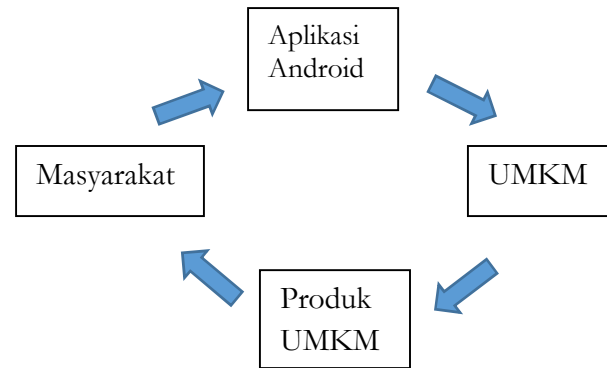 Aplikasi
Android
Masyarakat
UMKM
Produk
UMKM